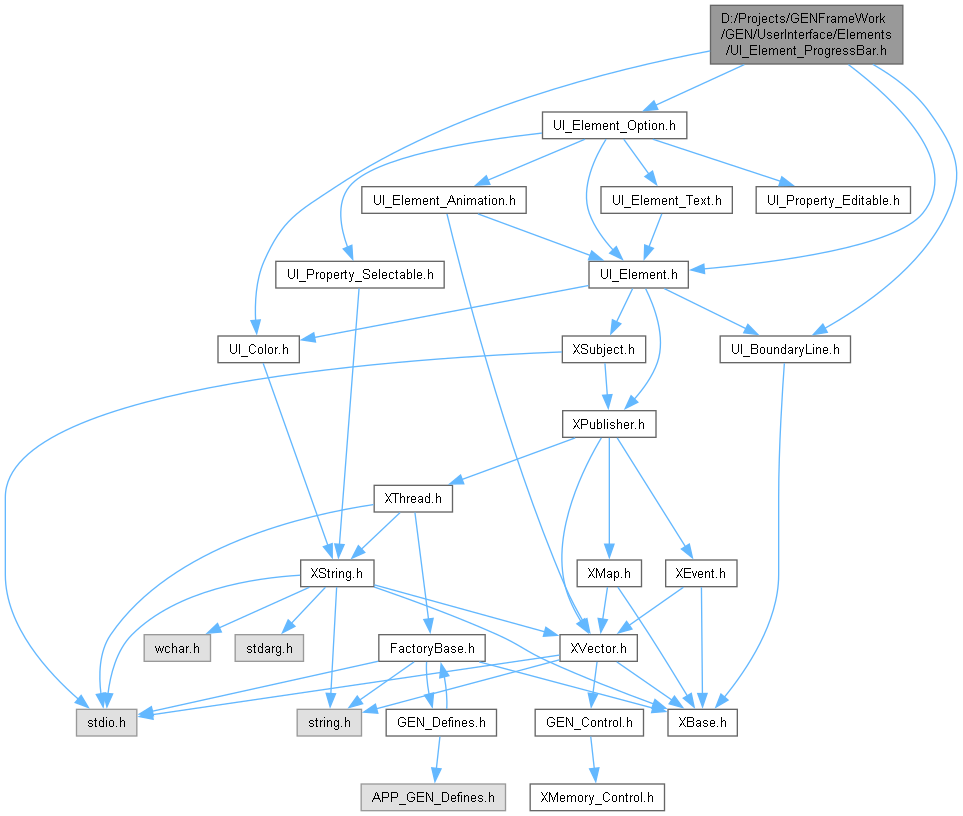 D:/Projects/GENFrameWork
/GEN/UserInterface/Elements
/UI_Element_ProgressBar.h
UI_Element_Option.h
UI_Element_Animation.h
UI_Element_Text.h
UI_Property_Editable.h
UI_Property_Selectable.h
UI_Element.h
UI_Color.h
XSubject.h
UI_BoundaryLine.h
XPublisher.h
XThread.h
XString.h
XMap.h
XEvent.h
wchar.h
stdarg.h
FactoryBase.h
XVector.h
stdio.h
string.h
GEN_Defines.h
GEN_Control.h
XBase.h
APP_GEN_Defines.h
XMemory_Control.h